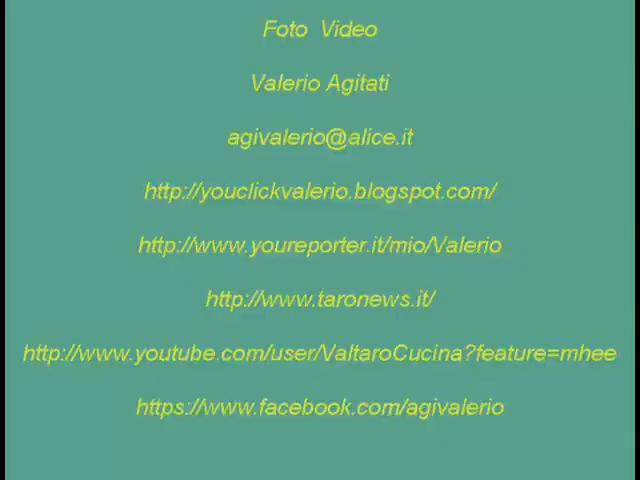 Foto Video
Valerio Agitati
agivalerio@alice.it
http://youclickvalerio.blogspot.com/
http://www.youreporter.it/mio/Valerio
http://www.taronews.it/
http://www.youtube.com/user/ValtaroCucina?feature=mhee
https://www.facebook.com/agivalerio